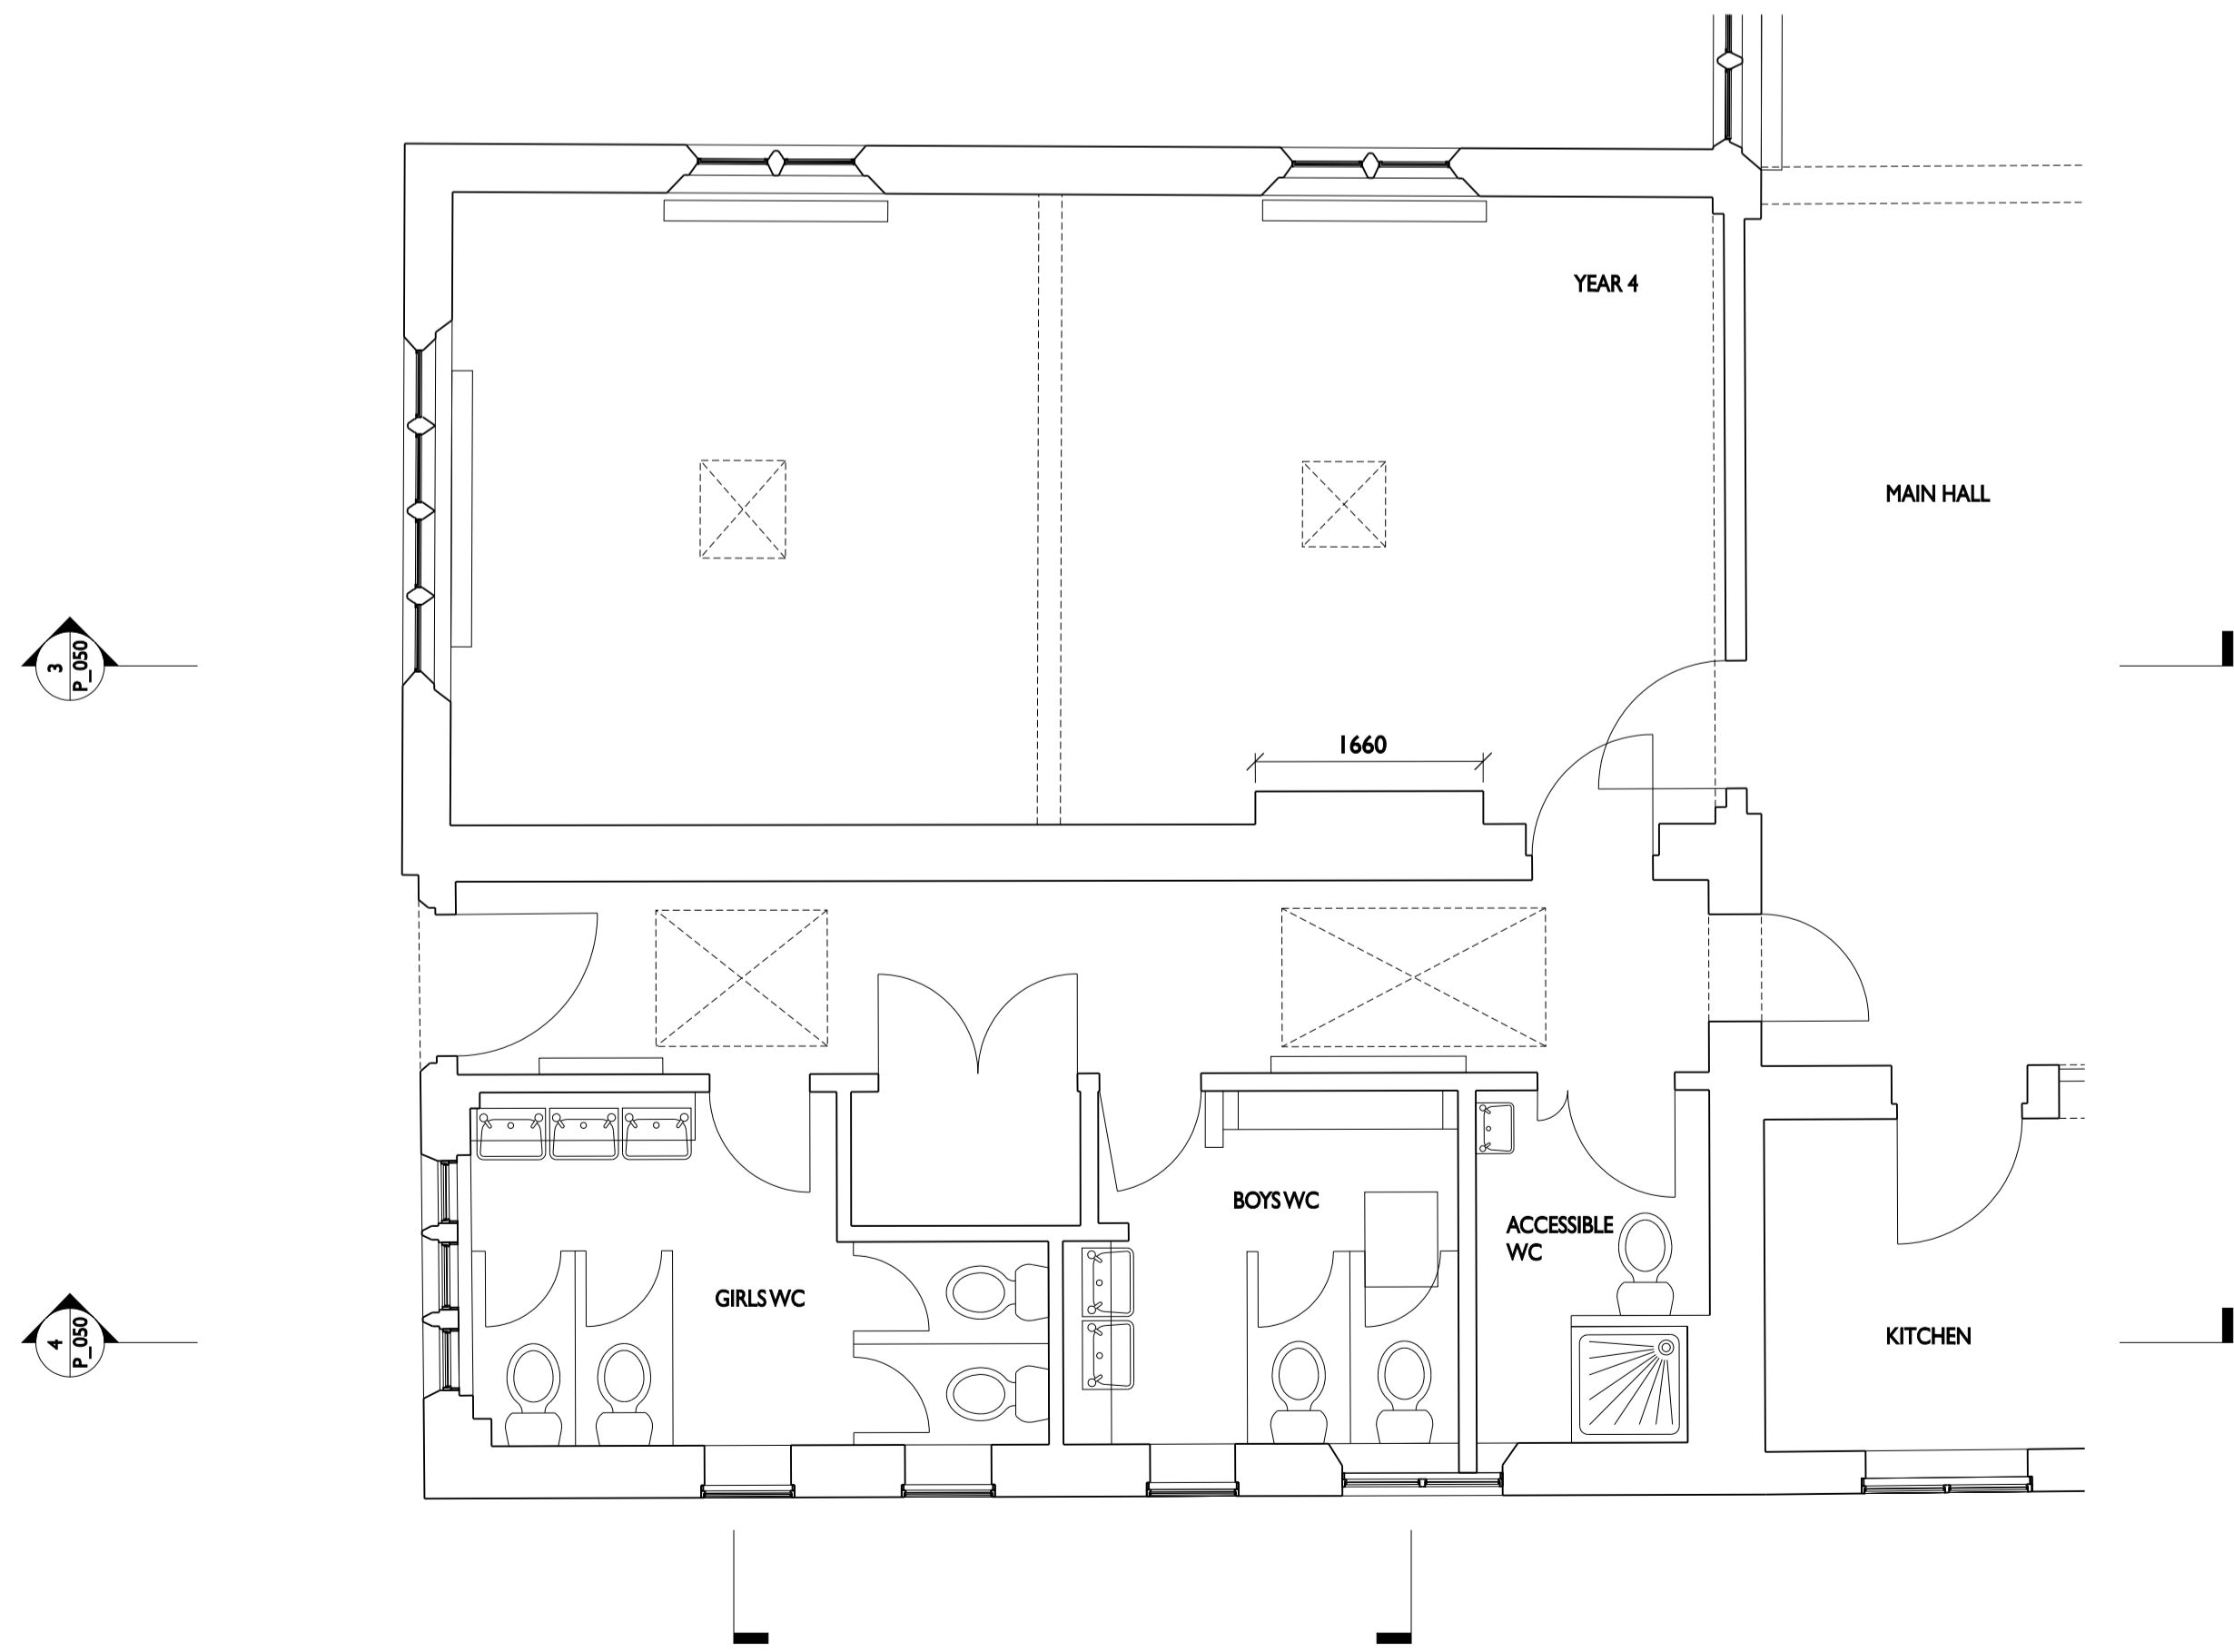 YEAR 4
MAIN HALL
3
P_050
1660
BOYS WC
ACCESSIBLE
WC
GIRLS WC
4
P_050
KITCHEN